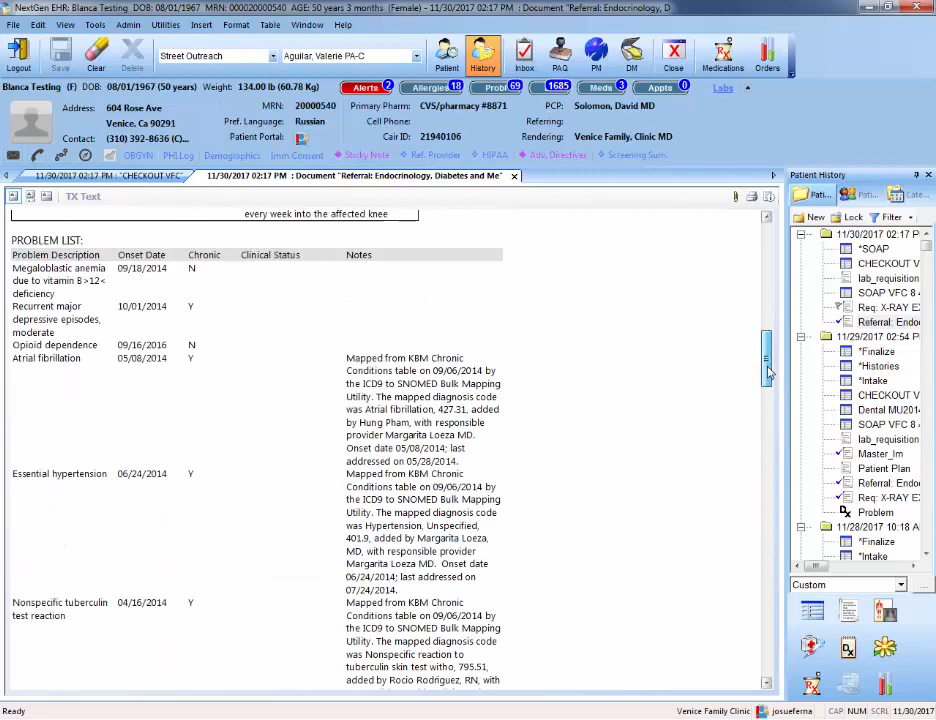 NextGen EHR: Blanca Testing DOB: 08/01/1967 MRN: 000020000540 AGE: 50 years 3 months (Female) - 11/30/2017 02:17 PM : Document "Referral: Endocrinology, D
File Edit View Tools Admin Utilities Insert Format Table Window Help
Logout Save Clear Delete Street Outreach Aguilar, Valerie PA-C Patient History Inbox PAQ PM DM Close Medications Orders
Blanca Testing DOB: 08/01/1967 (50 years) Weight: 134.00 lb (60.78 Kg) Alerts 2 Allergies 18 Probl 69 1685 Meds 3 Appts 0 Labs
Address: 604 Rose Ave MRN: 20000540 Primary Pharm: CVS/pharmacy #8871 PCP: Solomon, David MD
Venice, Ca 90291 Pref. Language: Russian Cell Phone: Referring:
Contact: (310) 392-8636 (C)... Patient Portal: Cair ID: 21940106 Rendering: Venice Family, Clinic MD
OBGYN PHI Log Demographics Imm.Consent Sticky Note Ref. Provider HIPAA Adv. Directives Screening Sum.
11/30/2017 02:17 PM : "CHECKOUT VFC" 11/30/2017 02:17 PM : Document "Referral: Endocrinology, Diabetes and Me"
TX Text
every week into the affected knee
PROBLEM LIST:
Problem Description Onset Date Chronic Clinical Status Notes
Megaloblastic anemia 09/18/2014 N
due to vitamin B>12<
deficiency
Recurrent major 10/01/2014 Y
depressive episodes,
moderate
Opioid dependence 09/16/2016 N
Atrial fibrillation 05/08/2014 Y Mapped from KBM Chronic
Conditions table on 09/06/2014 by
the ICD9 to SNOMED Bulk Mapping
Utility. The mapped diagnosis code
was Atrial fibrillation, 427.31, added
by Hung Pham, with responsible
provider Margarita Loeza MD.
Onset date 05/08/2014; last
addressed on 05/28/2014.
Essential hypertension 06/24/2014 Y Mapped from KBM Chronic
Conditions table on 09/06/2014 by
the ICD9 to SNOMED Bulk Mapping
Utility. The mapped diagnosis code
was Hypertension, Unspecified,
401.9, added by Margarita Loeza,
MD, with responsible provider
Margarita Loeza MD. Onset date
06/24/2014; last addressed on
07/24/2014.
Nonspecific tuberculin 04/16/2014 Y Mapped from KBM Chronic
test reaction Conditions table on 09/06/2014 by
the ICD9 to SNOMED Bulk Mapping
Utility. The mapped diagnosis code
was Nonspecific reaction to
tuberculin skin test witho, 795.51,
added by Rocio Rodriguez, RN, with
Patient History
Pati... Pati... Cate...
New Lock Filter
11/30/2017 02:17 P
*SOAP
CHECKOUT V
lab_requisition
SOAP VFC 8 4
Req: X-RAY E
Referral: Endo
11/29/2017 02:54 P
*Finalize
*Histories
*Intake
CHECKOUT V
Dental MU2014
SOAP VFC 8 4
lab_requisition
Master_Im
Patient Plan
Referral: Endo
Req: X-RAY E
Problem
11/28/2017 10:18 A
*Finalize
*Intake
Custom
Ready Venice Family Clinic josueferna CAP NUM SCRL 11/30/2017